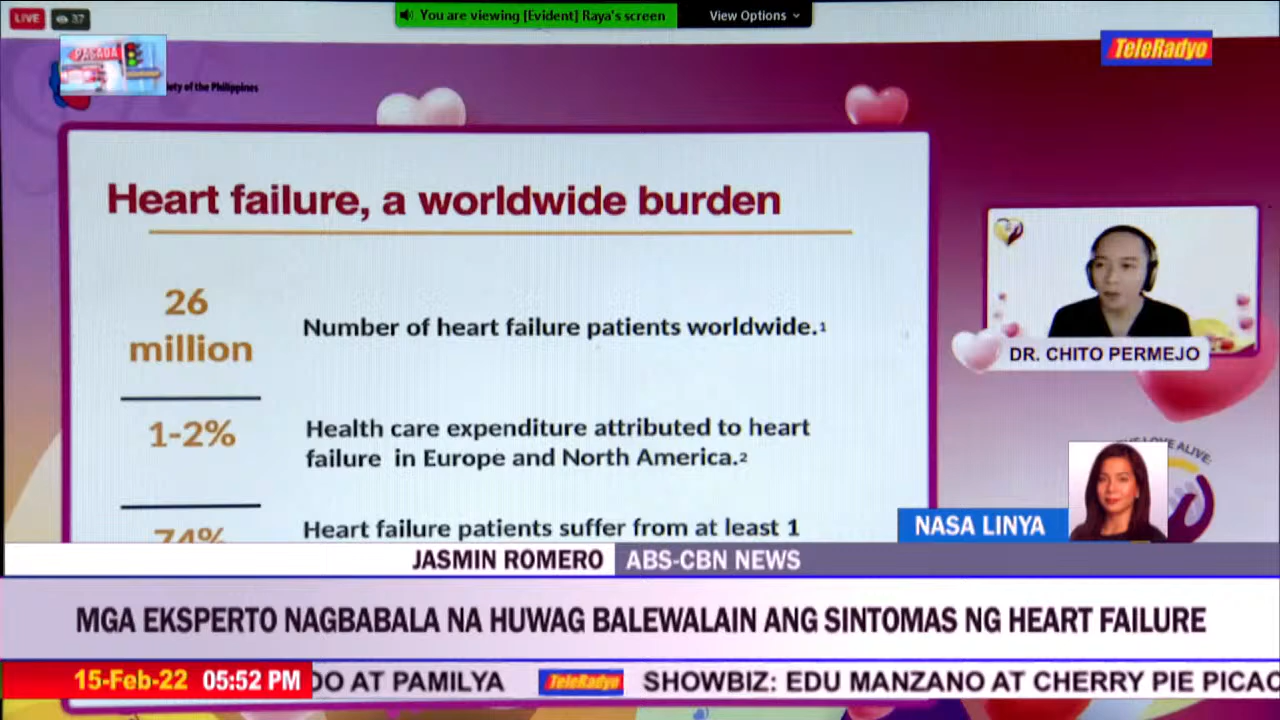 LIVE
37
You are viewing [Evident] Raya's screen
View Options
PASADA
TeleRadyo
ety of the Philippines
Heart failure, a worldwide burden
26
million
Number of heart failure patients worldwide.1
1-2%
Health care expenditure attributed to heart
failure in Europe and North America.2
74%
Heart failure patients suffer from at least 1
DR. CHITO PERMEJO
LOVE ALIVE:
NASA LINYA
JASMIN ROMERO
ABS-CBN NEWS
MGA EKSPERTO NAGBABALA NA HUWAG BALEWALAIN ANG SINTOMAS NG HEART FAILURE
15-Feb-22 05:52 PM
DO AT PAMILYA
TeleRadyo
SHOWBIZ: EDU MANZANO AT CHERRY PIE PICAC